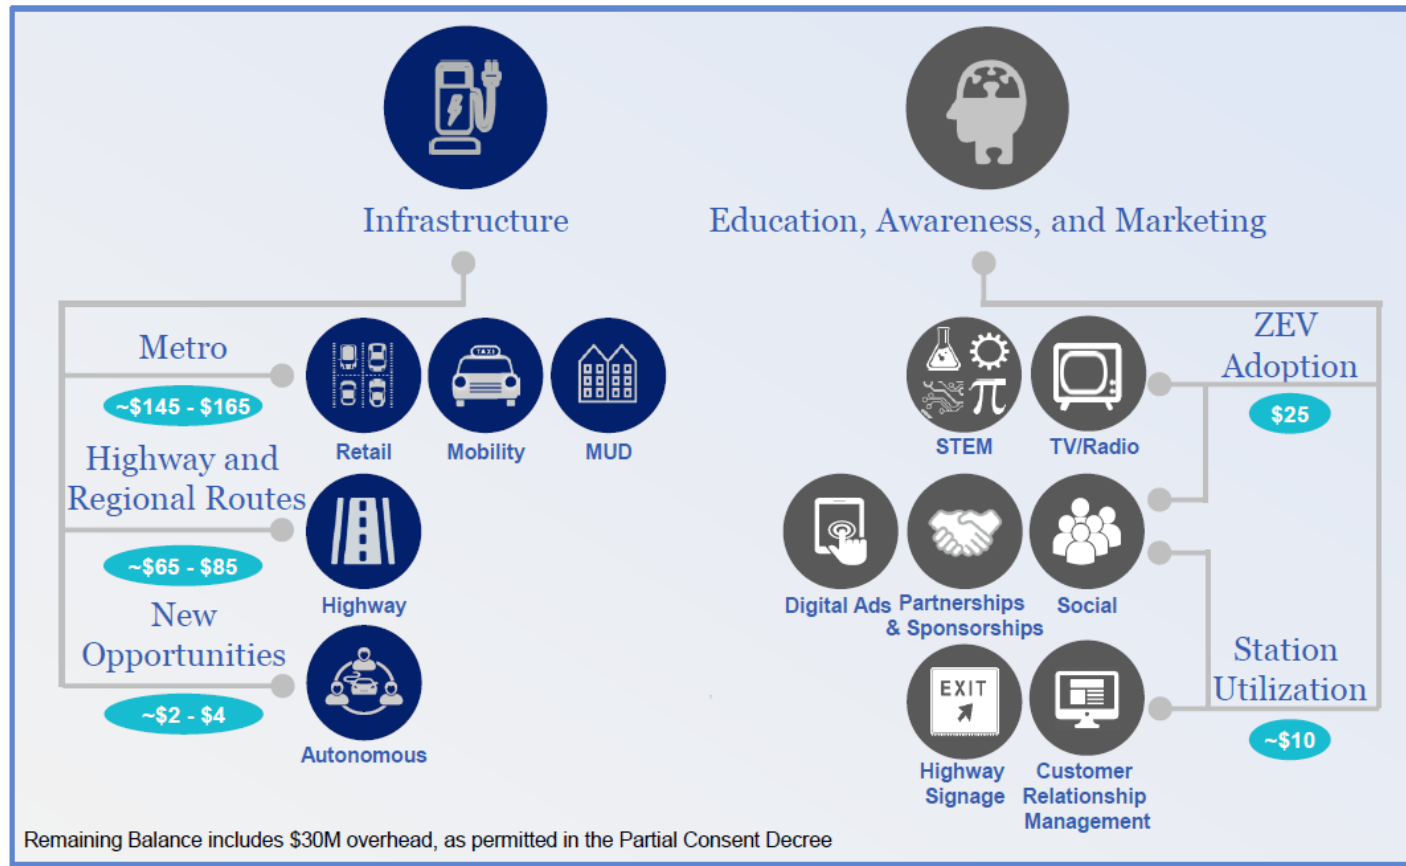 Infrastructure
Metro
~$145 - $165
Retail
Mobility
MUD
Highway and
Regional Routes
~$65 - $85
Highway
New
Opportunities
~$2 - $4
Autonomous
Education, Awareness, and Marketing
ZEV
Adoption
$25
STEM
TV/Radio
Digital Ads
Partnerships
& Sponsorships
Social
Station
Utilization
~$10
EXIT
Highway
Signage
Customer
Relationship
Management
TAXI
π
Remaining Balance includes $30M overhead, as permitted in the Partial Consent Decree